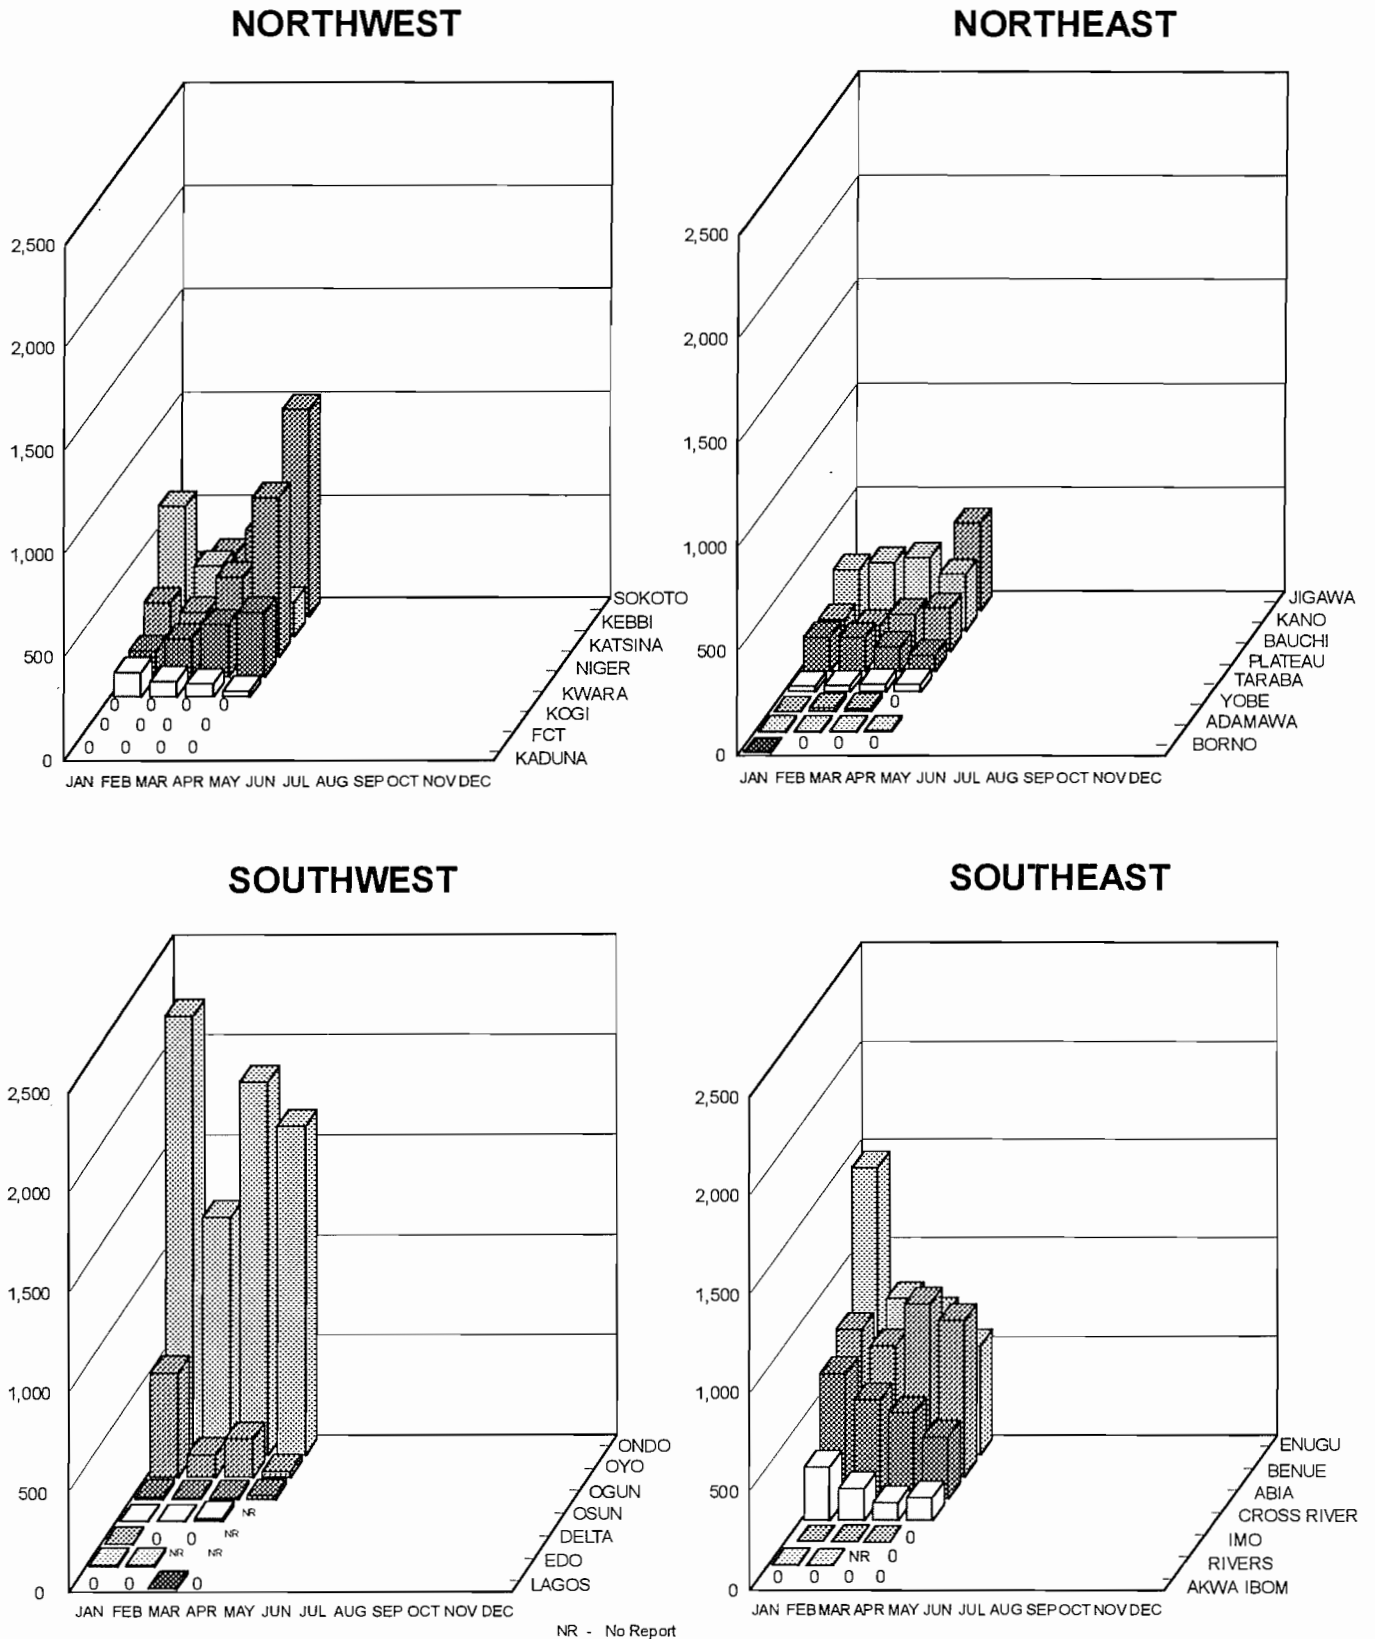 NORTHWEST
2,500
2,000
1,500
1,000
500
0
SOKOTO
KEBBI
KATSINA
NIGER
KWARA
KOGI
FCT
KADUNA
0 0 0 0
0 0 0 0
0 0 0 0
JAN FEB MAR APR MAY JUN JUL AUG SEP OCT NOV DEC
NORTHEAST
2,500
2,000
1,500
1,000
500
0
JIGAWA
KANO
BAUCHI
PLATEAU
TARABA
YOBE
ADAMAWA
BORNO
0
0 0 0
JAN FEB MAR APR MAY JUN JUL AUG SEP OCT NOV DEC
SOUTHWEST
2,500
2,000
1,500
1,000
500
0
ONDO
OYO
OGUN
OSUN
DELTA
EDO
LAGOS
NR
0 0 NR
NR NR
0 0 0
JAN FEB MAR APR MAY JUN JUL AUG SEP OCT NOV DEC
SOUTHEAST
2,500
2,000
1,500
1,000
500
0
ENUGU
BENUE
ABIA
CROSS RIVER
IMO
RIVERS
AKWA IBOM
0
NR 0
0 0 0 0
JAN FEB MAR APR MAY JUN JUL AUG SEP OCT NOV DEC
NR - No Report